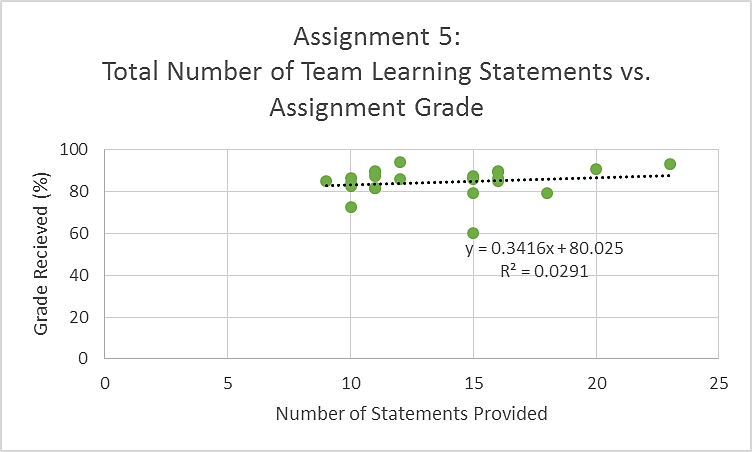 Assignment 5:
Total Number of Team Learning Statements vs.
Assignment Grade
100
80
60
40
20
0
Grade Recieved (%)
y = 0.3416x + 80.025
R² = 0.0291
0 5 10 15 20 25
Number of Statements Provided